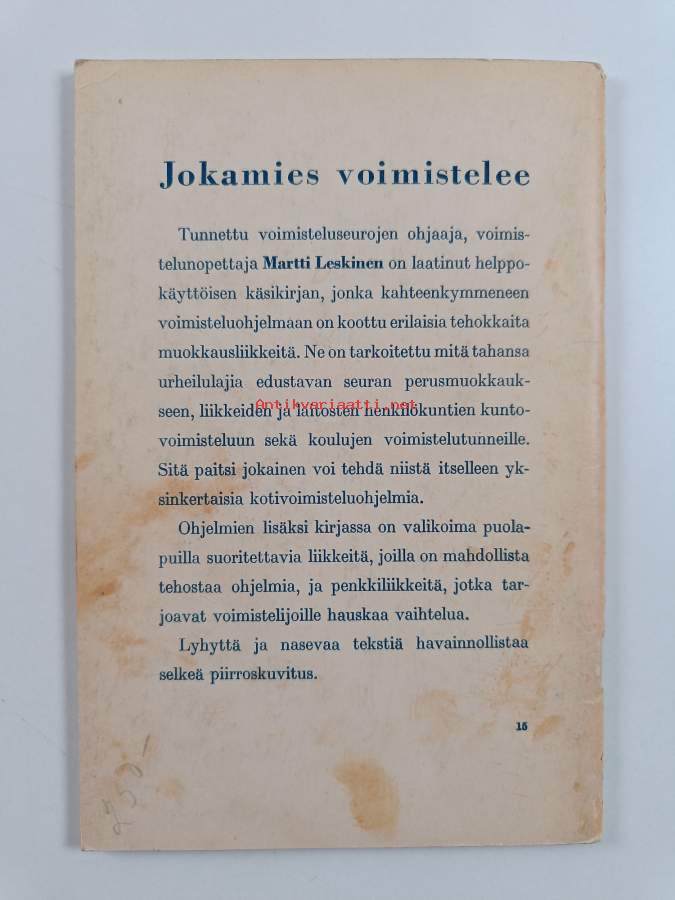 Jokamies voimistelee
Tunnettu voimisteluseurojen ohjaaja, voimis-
telunopettaja Martti Leskinen on laatinut helppo-
käyttöisen käsikirjan, jonka kahteenkymmeneen
voimisteluohjelmaan on koottu erilaisia tehokkaita
muokkausliikkeitä. Ne on tarkoitettu mitä tahansa
urheilulajia edustavan seuran perusmuokkauk-
seen, liikkeiden ja laitosten henkilökuntien kunto-
Antikvariaatti.net
voimisteluun sekä koulujen voimistelutunneille.
Sitä paitsi jokainen voi tehdä niistä itselleen yk-
sinkertaisia kotivoimisteluohjelmia.
Ohjelmien lisäksi kirjassa on valikoima puola-
puilla suoritettavia liikkeitä, joilla on mahdollista
tehostaa ohjelmia, ja penkkiliikkeitä, jotka tar-
joavat voimistelijoille hauskaa vaihtelua.
Lyhyttä ja nasevaa tekstiä havainnollistaa
selkeä piirroskuvitus.
15
250-